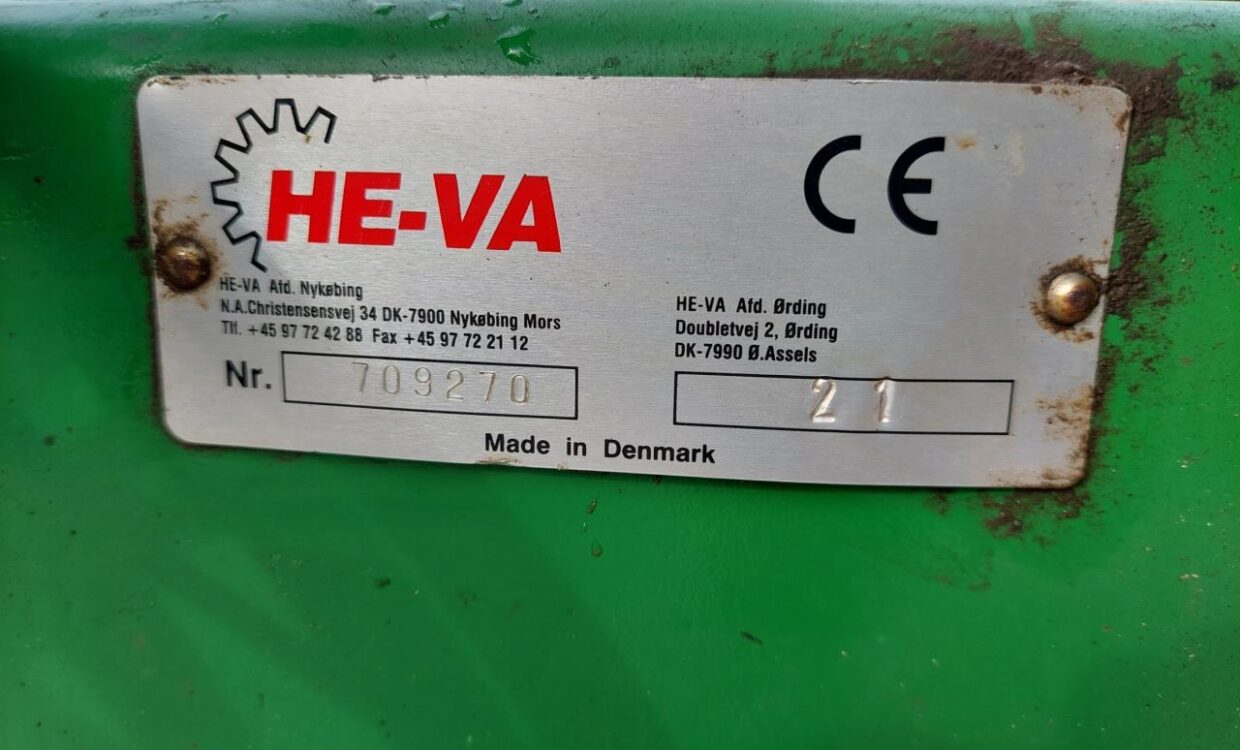 HE-VA
CE
HE-VA Afd. Nykøbing
N.A.Christensensvej 34 DK-7900 Nykøbing Mors
Tlf. +45 97 72 42 88 Fax +45 97 72 21 12
Nr. 709270
HE-VA Afd. Ørding
Doubletvej 2, Ørding
DK-7990 Ø.Assels
21
Made in Denmark